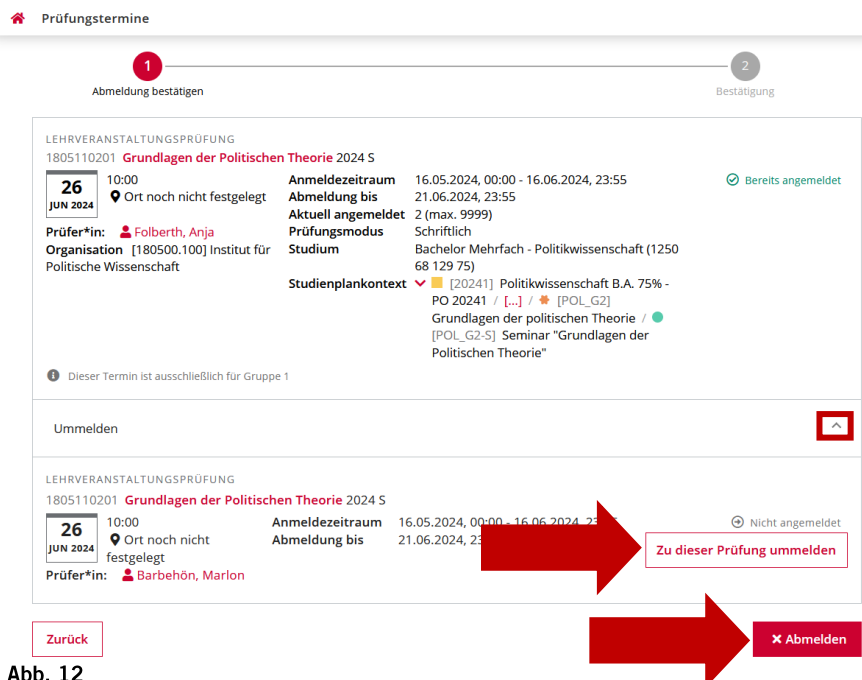 Prüfungstermine
1
2
Abmeldung bestätigen
Bestätigung
LEHRVERANSTALTUNGSPRÜFUNG
1805110201 Grundlagen der Politischen Theorie 2024 S
26
JUN 2024
10:00
Ort noch nicht festgelegt
Prüfer*in: Folberth, Anja
Organisation [180500.100] Institut für
Politische Wissenschaft
Anmeldezeitraum 16.05.2024, 00:00 - 16.06.2024, 23:55
Abmeldung bis 21.06.2024, 23:55
Aktuell angemeldet 2 (max. 9999)
Prüfungsmodus Schriftlich
Studium Bachelor Mehrfach - Politikwissenschaft (1250
68 129 75)
Studienplankontext [20241] Politikwissenschaft B.A. 75% -
PO 20241 / [...] / [POL_G2]
Grundlagen der politischen Theorie /
[POL_G2-S] Seminar "Grundlagen der
Politischen Theorie"
Bereits angemeldet
Dieser Termin ist ausschließlich für Gruppe 1
Ummelden
LEHRVERANSTALTUNGSPRÜFUNG
1805110201 Grundlagen der Politischen Theorie 2024 S
26
JUN 2024
10:00
Ort noch nicht
festgelegt
Prüfer*in: Barbehön, Marlon
Anmeldezeitraum 16.05.2024, 00:00 - 16.06.2024,
Abmeldung bis 21.06.2024,
Nicht angemeldet
Zu dieser Prüfung ummelden
Zurück
Abmelden
Abb. 12